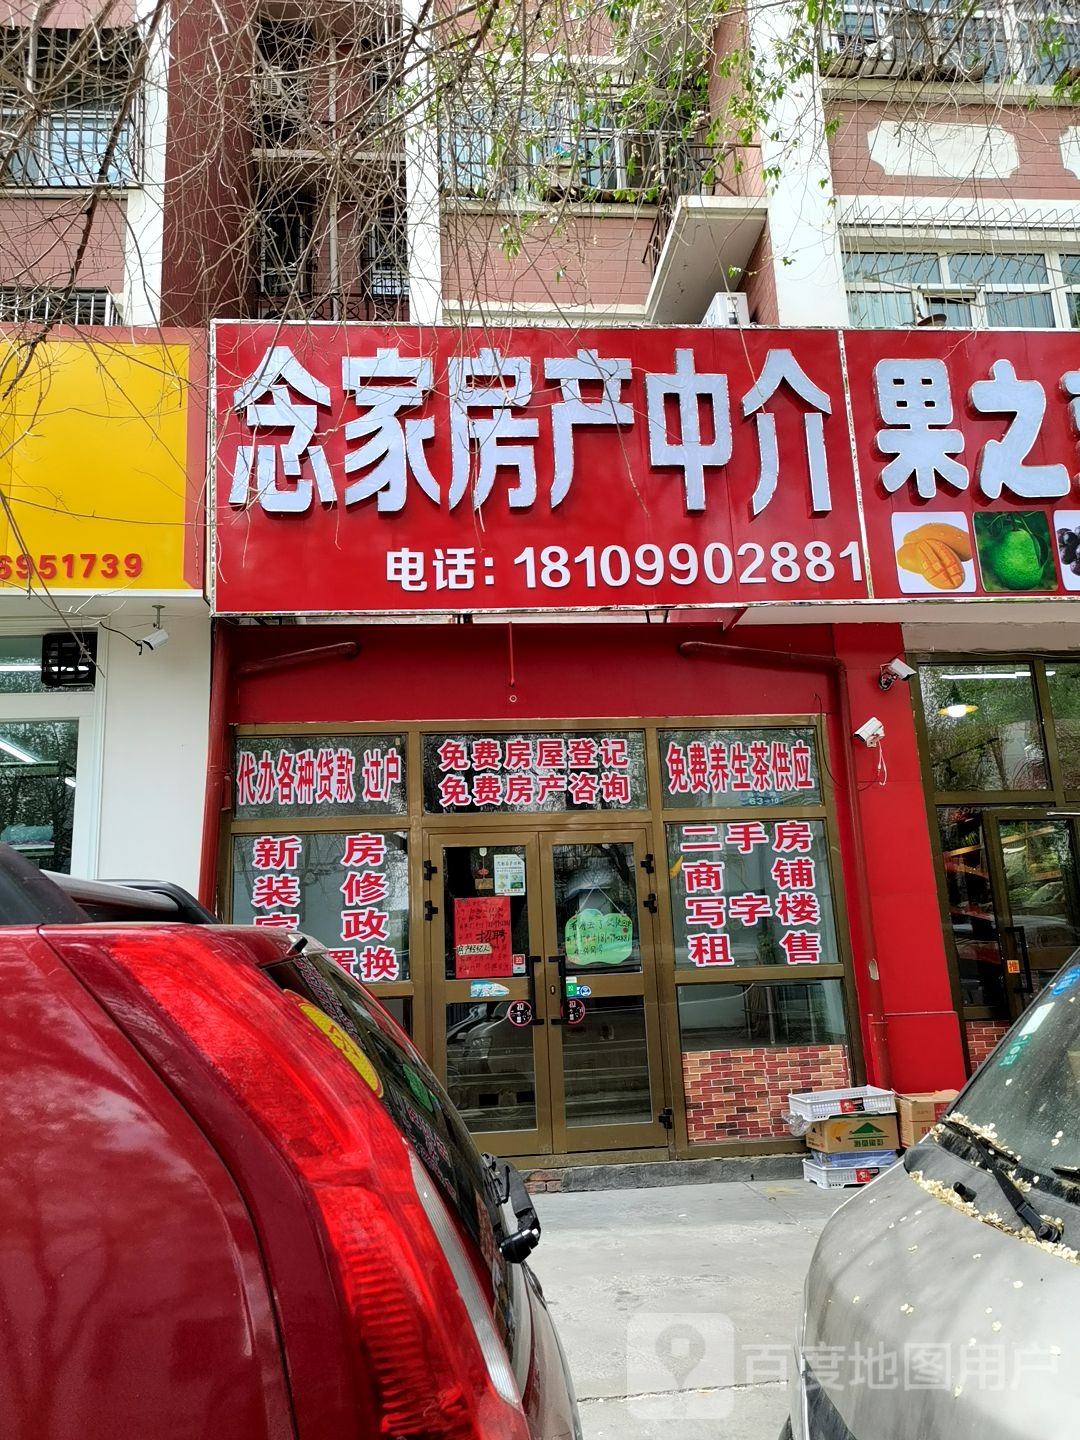 念家房产中介
电话：18109902881
果之
6951739
代办各种贷款 过户
免费房屋登记
免费房产咨询
免费养生茶供应
新房
装修
政
置换
二手房
商铺
写字楼
租售
招聘
百度地图用户